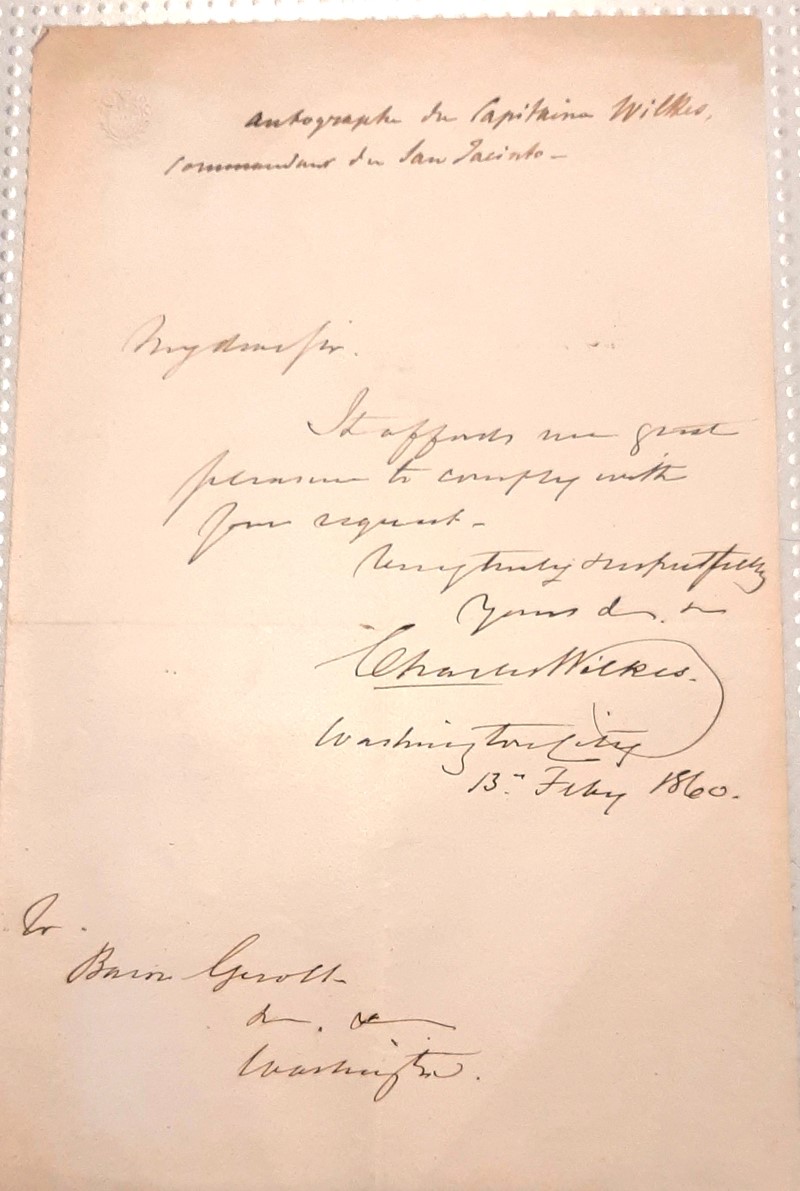 autographe du Capitaine Wilkes,
commandant du San Jacinto –
My dear Sir.
It affords me great
pleasure to comply with
your request –
Very truly & respectfully
Yours &c. &c
Charles Wilkes.
Washington City
13" Feby 1860.
To
Baron Gerolt
&c. &c
Washington.